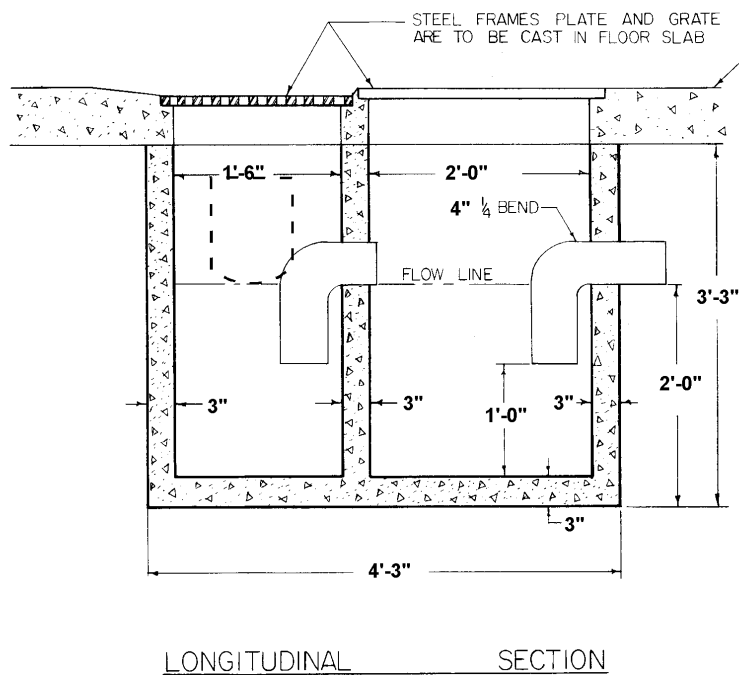 STEEL FRAMES PLATE AND GRATE
ARE TO BE CAST IN FLOOR SLAB
1'-6"
2'-0"
4" ¼ BEND
FLOW LINE
3'-3"
2'-0"
3"
3"
1'-0"
3"
3"
4'-3"
LONGITUDINAL SECTION